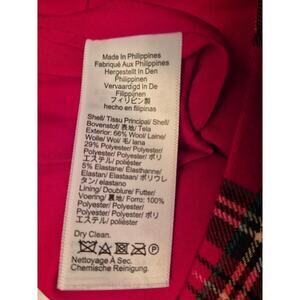 Made in Philippines
Fabriqué Aux Philippines
Hergestellt In Den
Philippinen
Vervaardigd In De
Filippijnen
フィリピン製
hecho en filipinas
Shell/ Tissu Principal/ Shell/
Bovenstof/ 表地/ Tela
Exterior: 66% Wool/ Laine/
Wolle/ Wol/ 毛/ lana
29% Polyester/ Polyester/
Polyester/ Polyester/ ポリ
エステル/ poliéster
5% Elastane/ Élasthanne/
Elastan/ Elastaan/ ポリウレ
タン/ elastano
Lining/ Doublure/ Futter/
Voering/ 裏地/ Forro: 100%
Polyester/ Polyester/
Polyester/ Polyester/ ポリ
エステル/ poliéster
Dry Clean.
Nettoyage À Sec.
Chemische Reinigung.